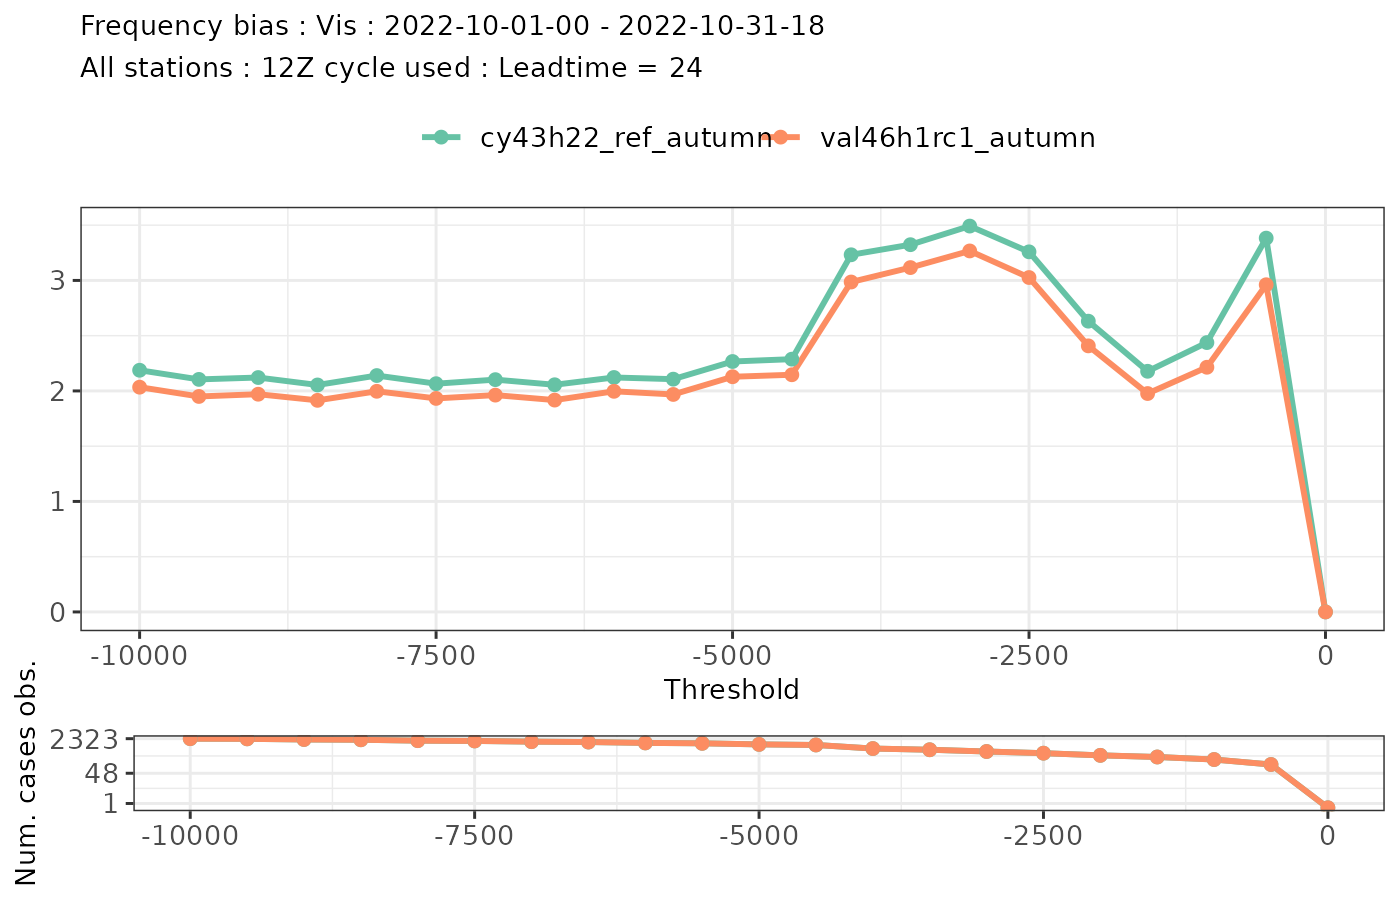 Frequency bias : Vis : 2022-10-01-00 - 2022-10-31-18
All stations : 12Z cycle used : Leadtime = 24
cy43h22_ref_autumn val46h1rc1_autumn
3
2
1
0
-10000 -7500 -5000 -2500 0
Threshold
Num. cases obs.
2323
48
1
-10000 -7500 -5000 -2500 0